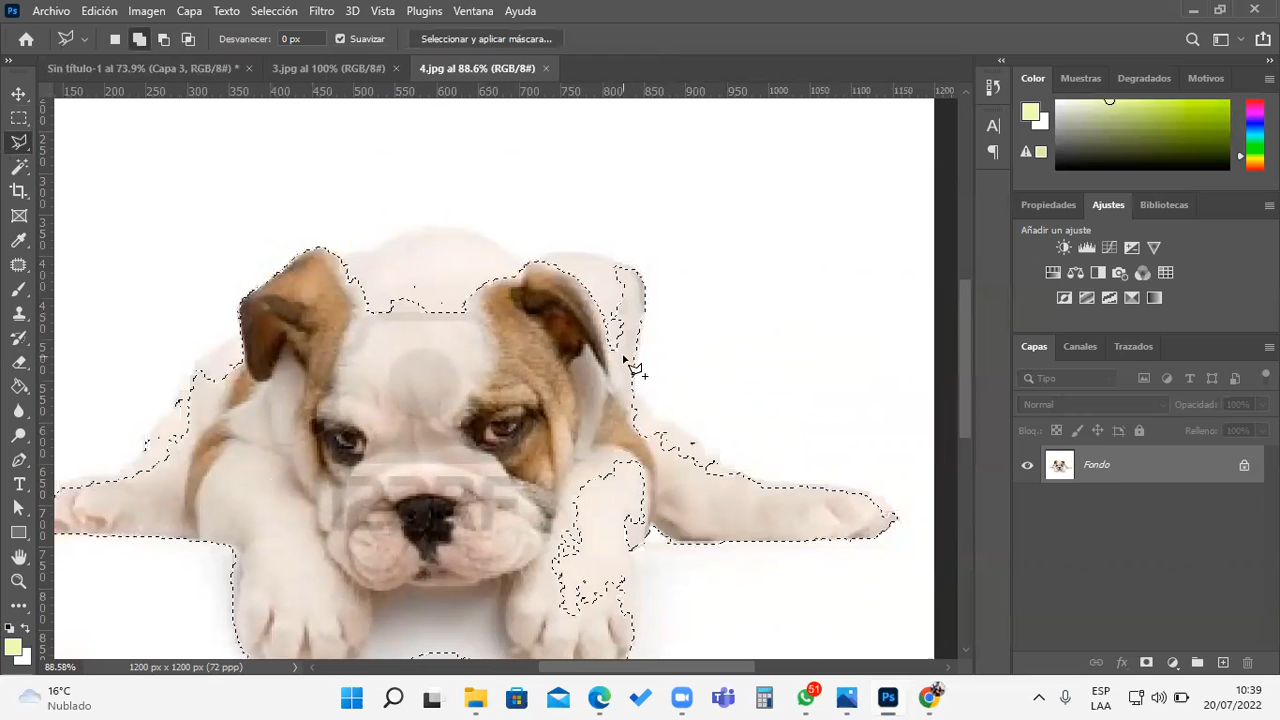 Ps Archivo Edición Imagen Capa Texto Selección Filtro 3D Vista Plugins Ventana Ayuda
Desvanecer: 0 px Suavizar Seleccionar y aplicar máscara...
Sin título-1 al 73.9% (Capa 3, RGB/8#) * × 3.jpg al 100% (RGB/8#) × 4.jpg al 88.6% (RGB/8#) ×
150 200 250 300 350 400 450 500 550 600 650 700 750 800 850 900 950 1000 1050 1100 1150 1200
Color Muestras Degradados Motivos
Propiedades Ajustes Bibliotecas
Añadir un ajuste
Capas Canales Trazados
Tipo
Normal Opacidad: 100%
Bloq.: Relleno: 100%
Fondo
88.58% 1200 px x 1200 px (72 ppp)
16°C
Nublado
51
Ps
ESP
LAA
10:39
20/07/2022